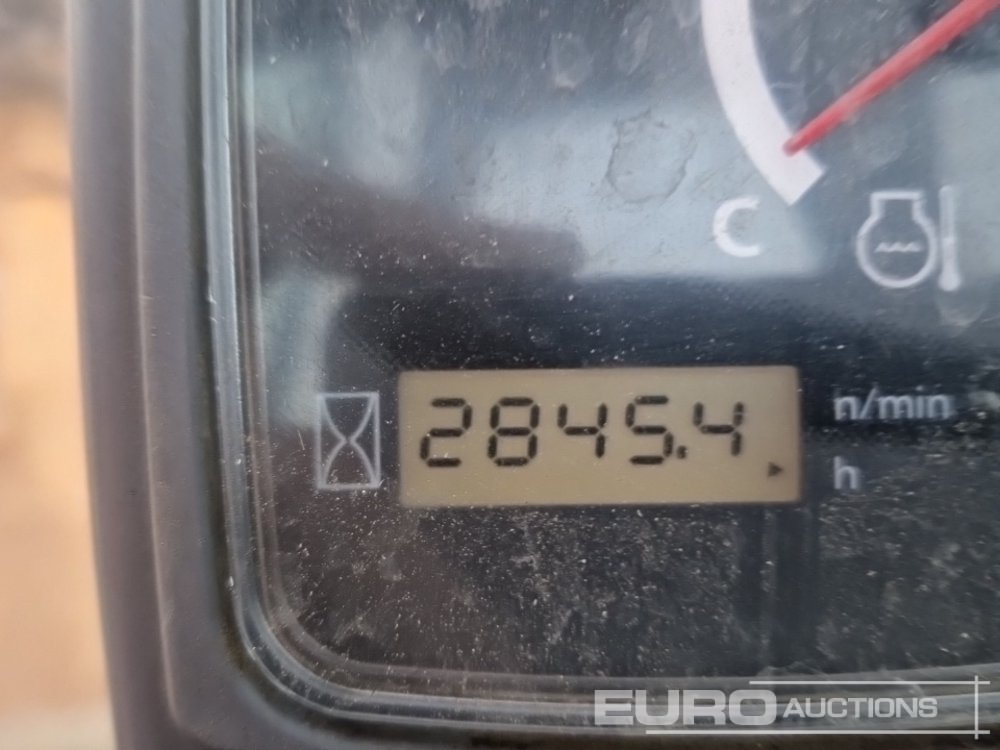 C
2845.4
n/min
h
EURO AUCTIONS